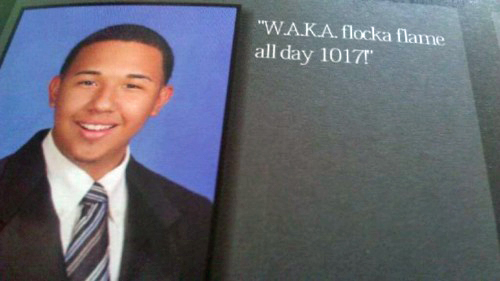 "W.A.K.A. flocka flame
all day 1017!"